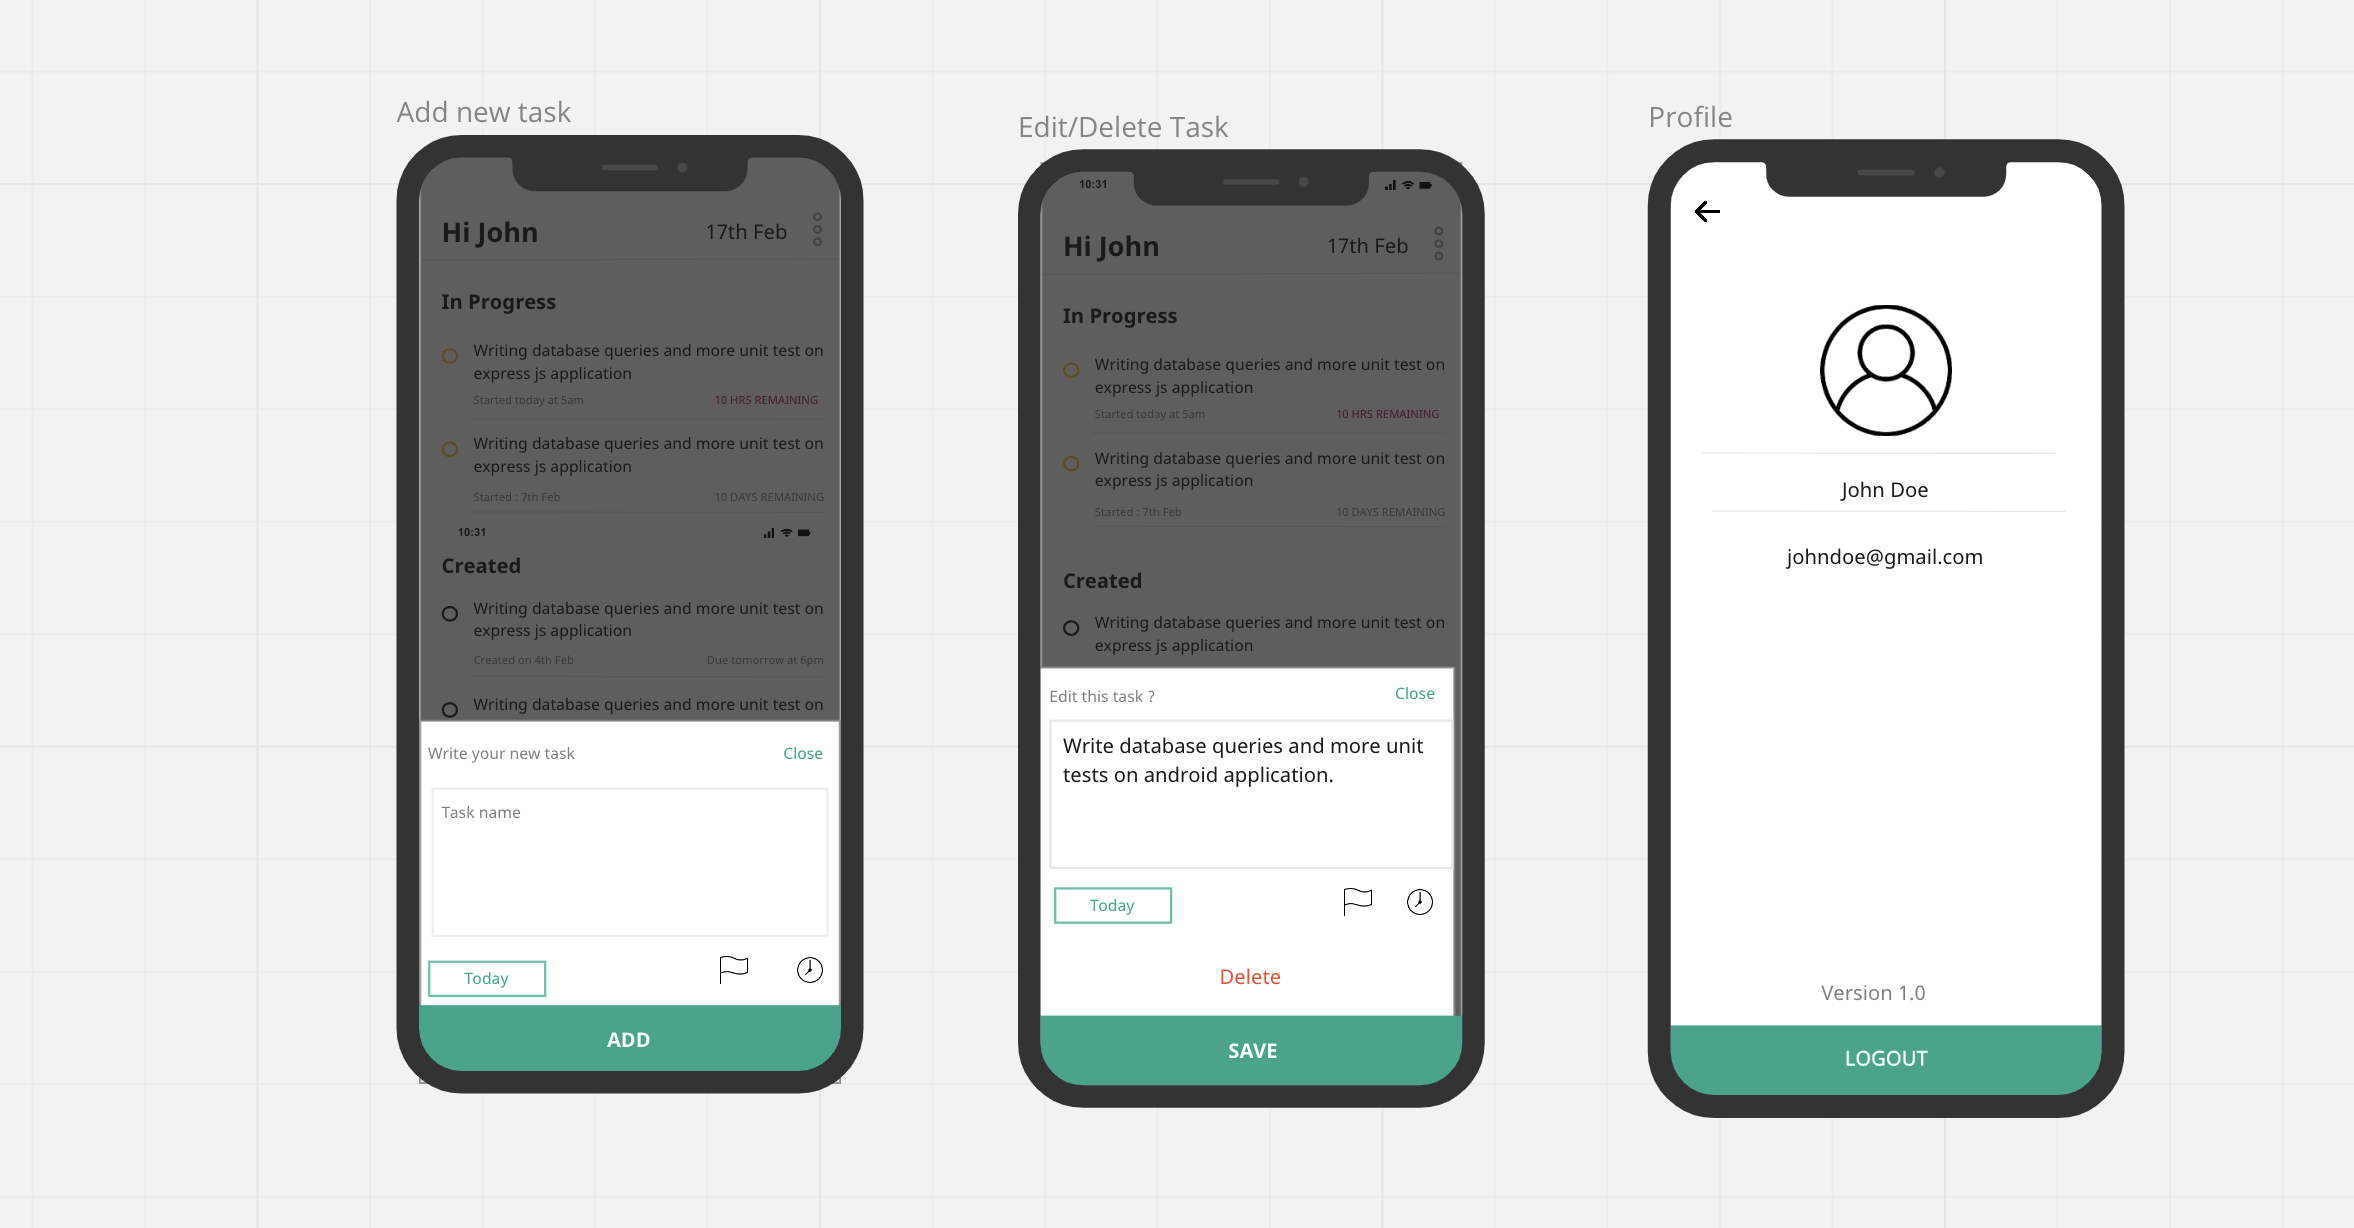 Add new task
Hi John
17th Feb
In Progress
Writing database queries and more unit test on
express js application
Started today at 5am
10 HRS REMAINING
Writing database queries and more unit test on
express js application
Started : 7th Feb
10 DAYS REMAINING
10:31
Created
Writing database queries and more unit test on
express js application
Created on 4th Feb
Due tomorrow at 6pm
Writing database queries and more unit test on
Write your new task
Close
Task name
Today
ADD
Edit/Delete Task
10:31
Hi John
17th Feb
In Progress
Writing database queries and more unit test on
express js application
Started today at 5am
10 HRS REMAINING
Writing database queries and more unit test on
express js application
Started : 7th Feb
10 DAYS REMAINING
Created
Writing database queries and more unit test on
express js application
Edit this task ?
Close
Write database queries and more unit
tests on android application.
Today
Delete
SAVE
Profile
John Doe
johndoe@gmail.com
Version 1.0
LOGOUT